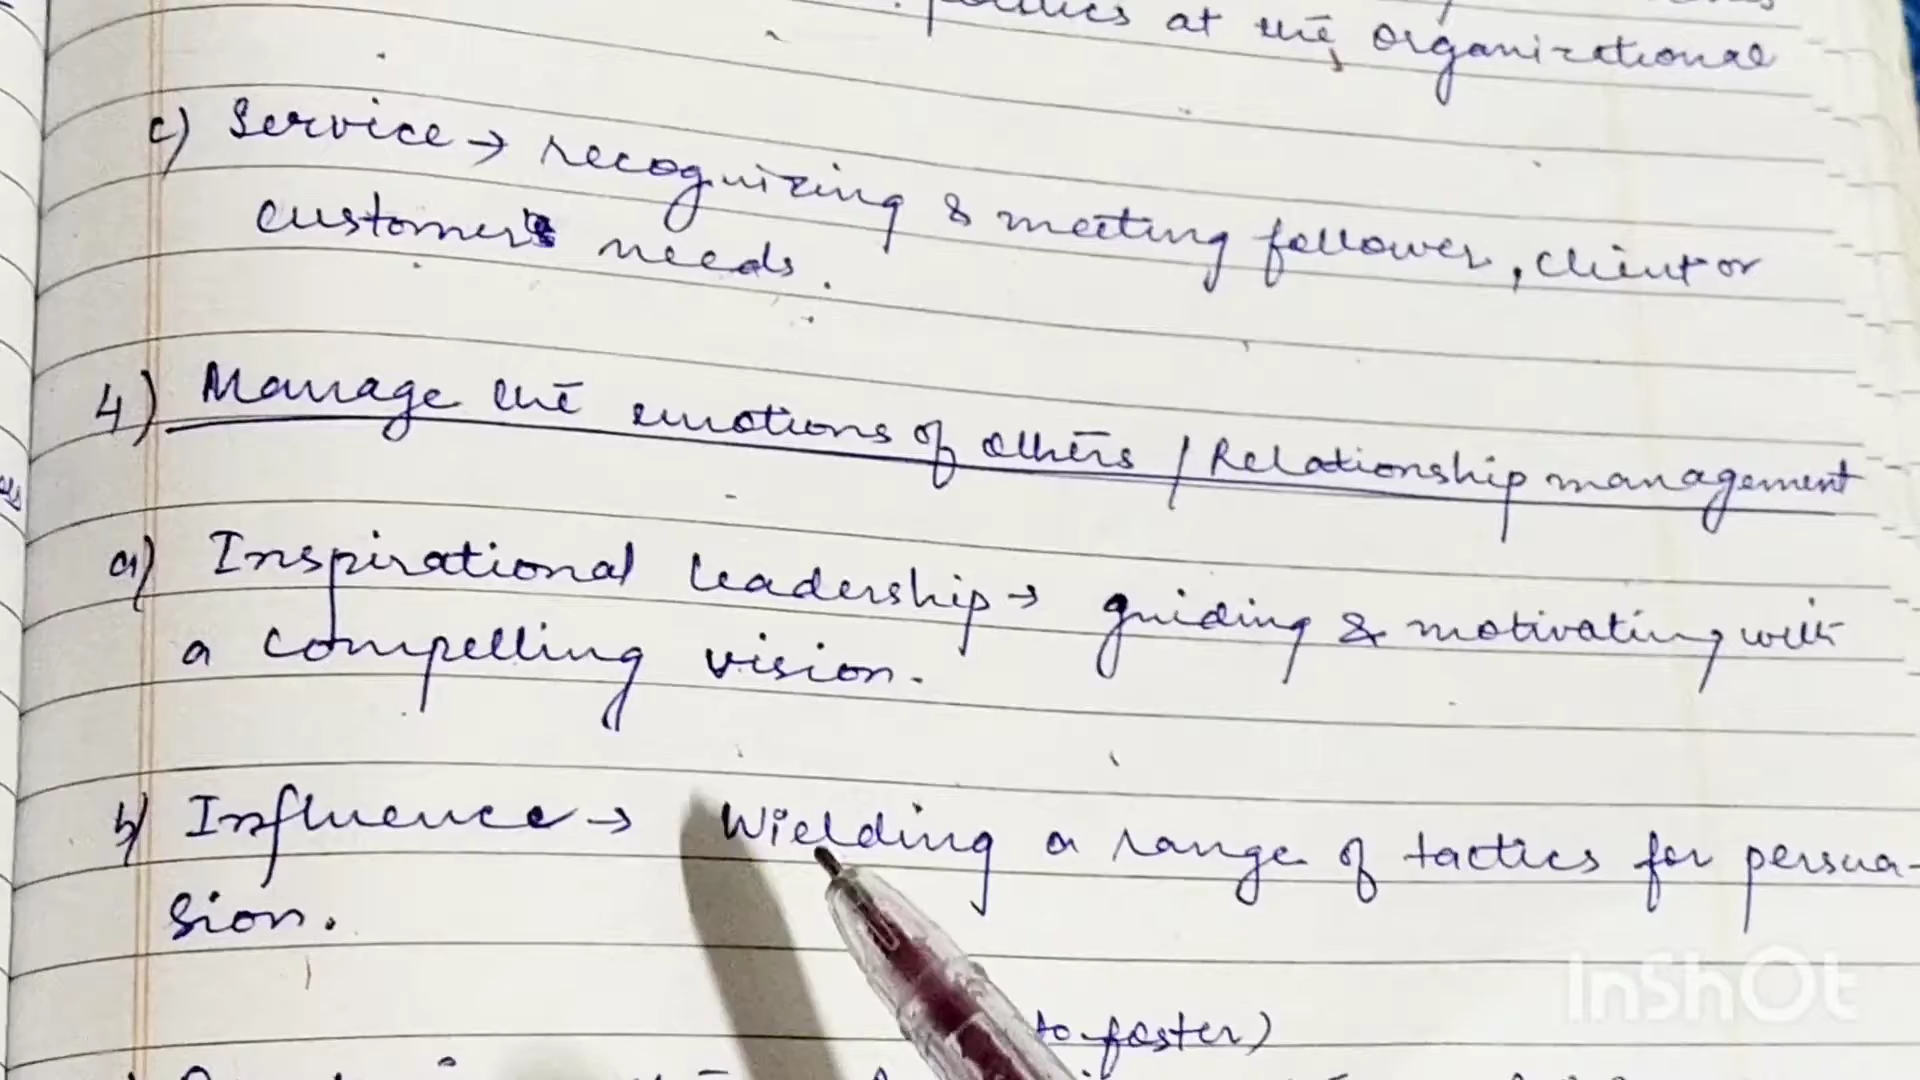 politics at the organizational
c) Service → recognizing & meeting follower, client or
customer's needs.
4) Manage the emotions of others / Relationship management
a) Inspirational leadership → guiding & motivating with
a compelling vision.
b) Influence → Wielding a range of tactics for persua-
sion.
InShOt
to foster)